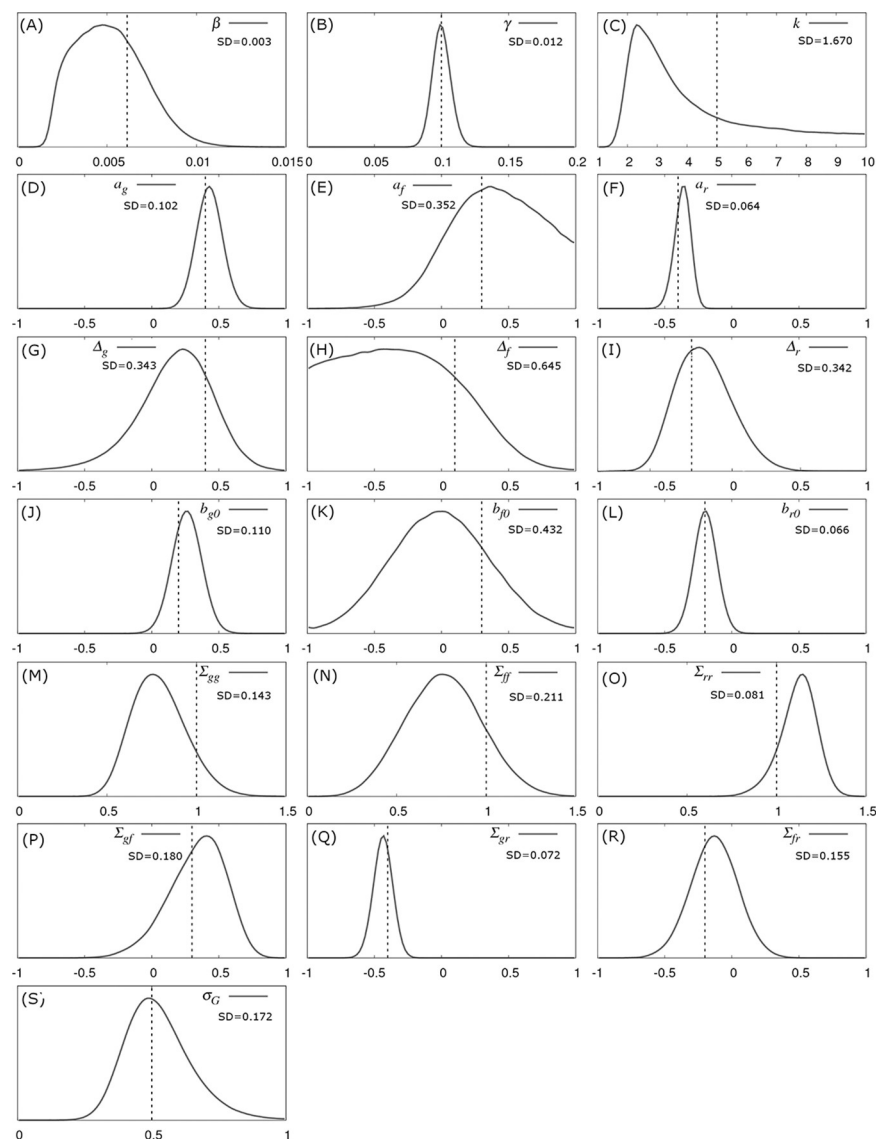 (A) β
SD=0.003
(B) γ
SD=0.012
(C) k
SD=1.670
0 0.005 0.01 0.015
0 0.05 0.1 0.15 0.2
1 2 3 4 5 6 7 8 9 10
(D) a_g
SD=0.102
(E) a_f
SD=0.352
(F) a_r
SD=0.064
-1 -0.5 0 0.5 1
-1 -0.5 0 0.5 1
-1 -0.5 0 0.5 1
(G) Δ_g
SD=0.343
(H) Δ_f
SD=0.645
(I) Δ_r
SD=0.342
-1 -0.5 0 0.5 1
-1 -0.5 0 0.5 1
-1 -0.5 0 0.5 1
(J) b_g0
SD=0.110
(K) b_f0
SD=0.432
(L) b_r0
SD=0.066
-1 -0.5 0 0.5 1
-1 -0.5 0 0.5 1
-1 -0.5 0 0.5 1
(M) Σ_gg
SD=0.143
(N) Σ_ff
SD=0.211
(O) Σ_rr
SD=0.081
0 0.5 1 1.5
0 0.5 1 1.5
0 0.5 1 1.5
(P) Σ_gf
SD=0.180
(Q) Σ_gr
SD=0.072
(R) Σ_fr
SD=0.155
-1 -0.5 0 0.5 1
-1 -0.5 0 0.5 1
-1 -0.5 0 0.5 1
(S) σ_G
SD=0.172
0 0.5 1